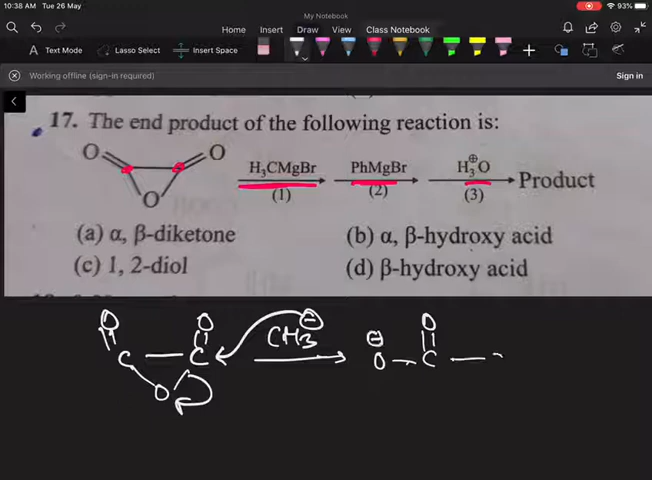 10:38 AM Tue 26 May
93%
My Notebook
Home Insert Draw View Class Notebook
Text Mode Lasso Select Insert Space
Working offline (sign-in required) Sign in
17. The end product of the following reaction is:
O O
O
H₃CMgBr
(1)
PhMgBr
(2)
H₃O⊕
(3)
Product
(a) α, β-diketone (b) α, β-hydroxy acid
(c) 1, 2-diol (d) β-hydroxy acid
O O ⊖ ⊖ O
C — C CH3 O — C —
O